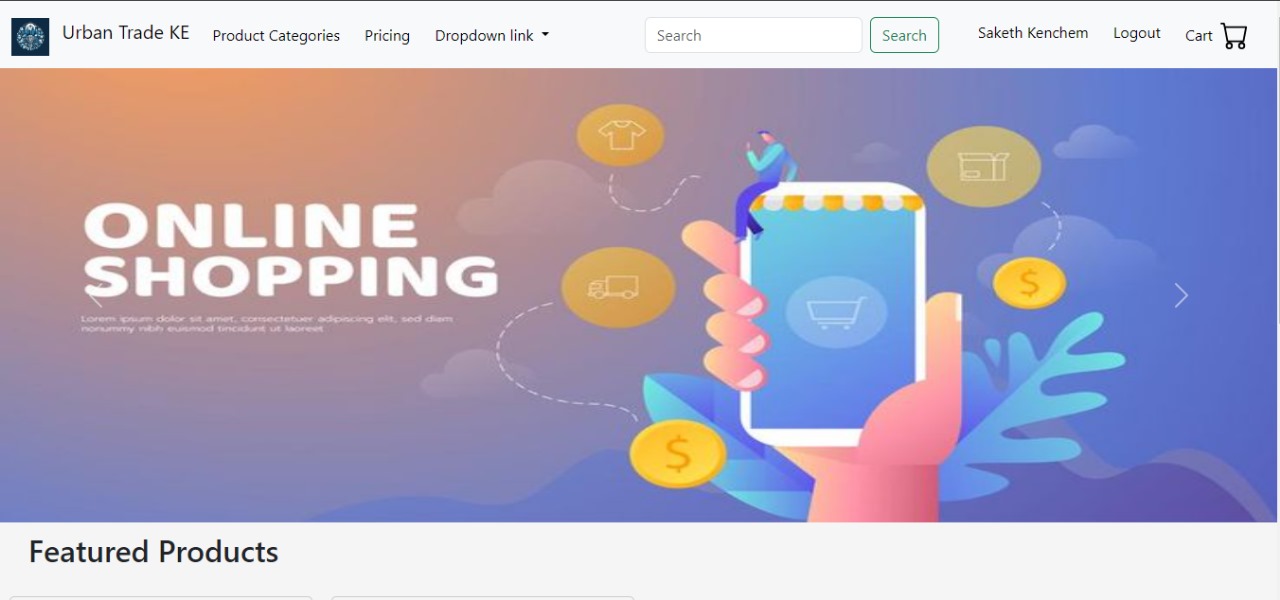 Urban Trade KE
Product Categories
Pricing
Dropdown link
Search
Search
Saketh Kenchem
Logout
Cart
ONLINE
SHOPPING
Lorem ipsum dolor sit amet, consectetuer adipiscing elit, sed diam
nonummy nibh euismod tincidunt ut laoreet
$
$
Featured Products